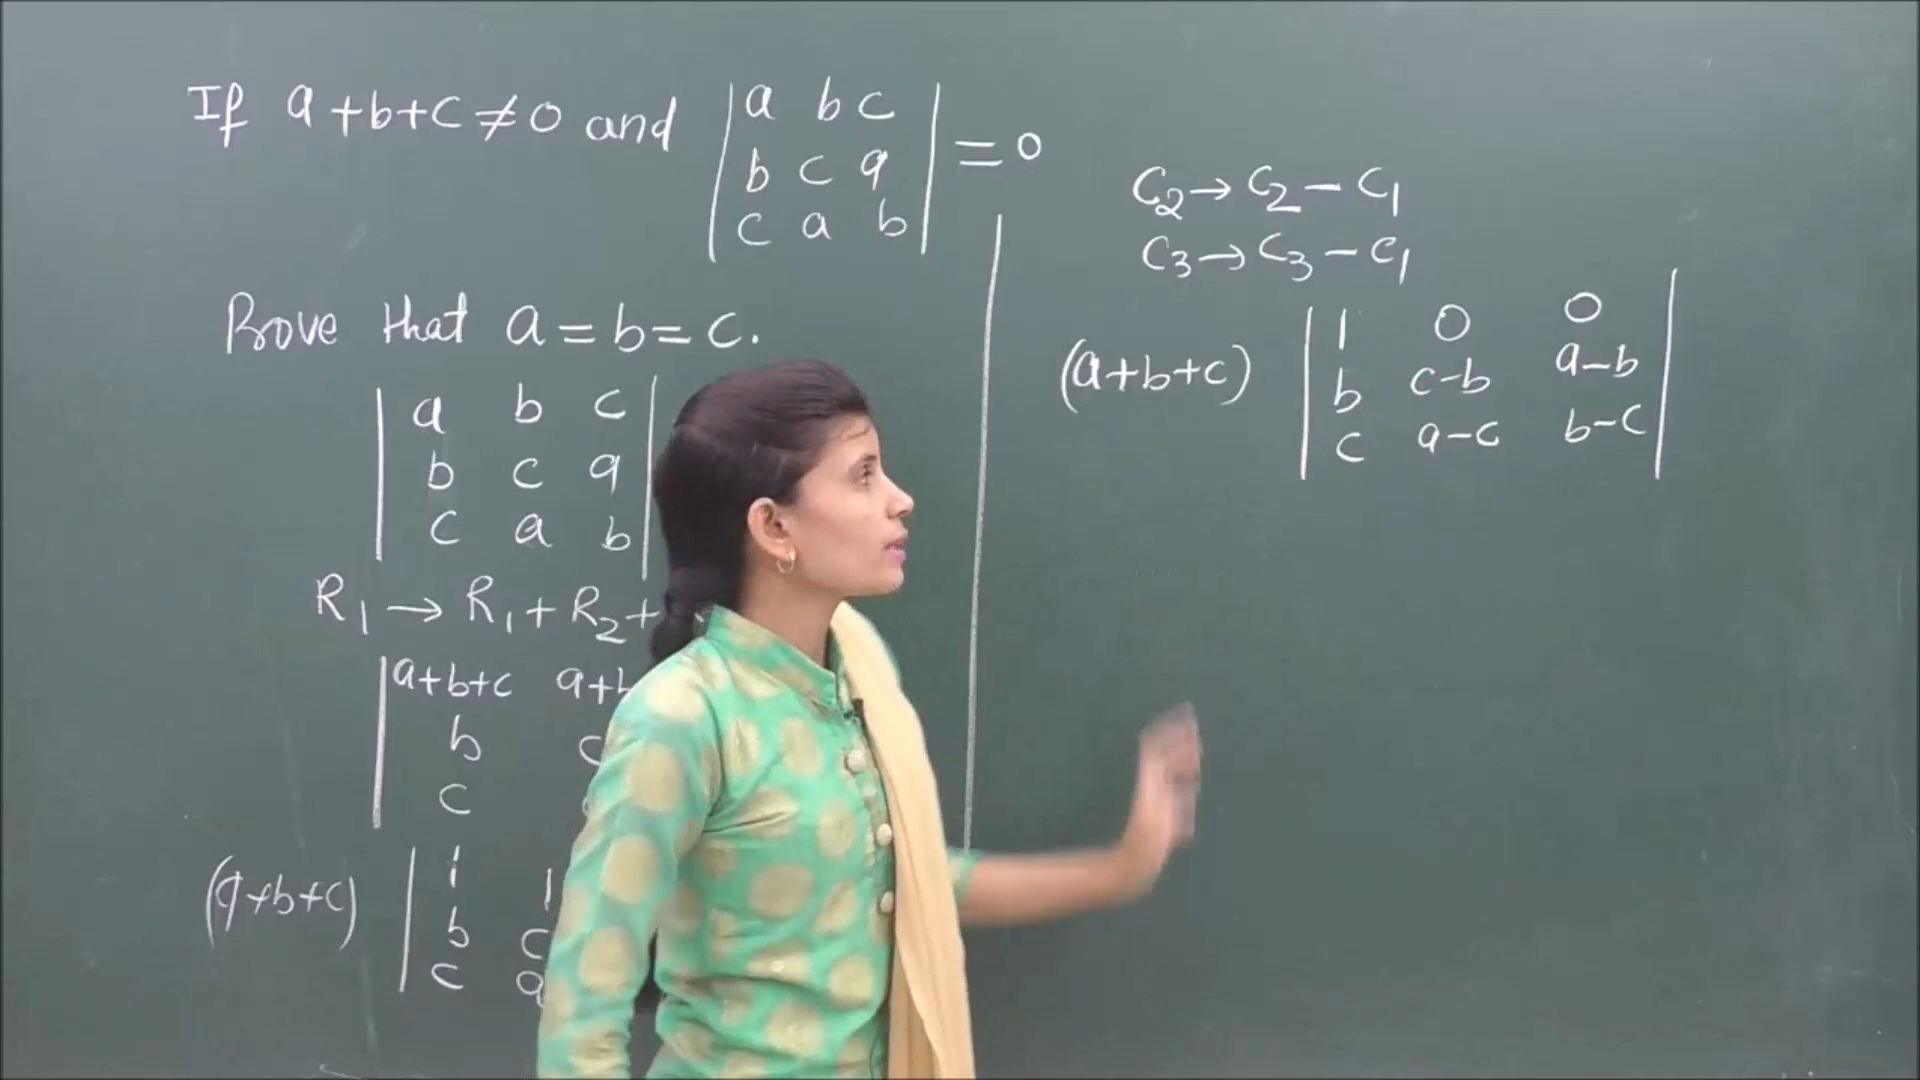 If a+b+c≠0 and | a b c |
| b c a | = 0
| c a b |
Prove that a=b=c.
| a b c |
| b c a |
| c a b |
R₁ → R₁ + R₂ +
| a+b+c
b
c
(a+b+c) | 1 1
b c
c a
C₂ → C₂ – C₁
C₃ → C₃ – C₁
(a+b+c) | 1 0 0 |
| b c-b a-b |
| c a-c b-c |